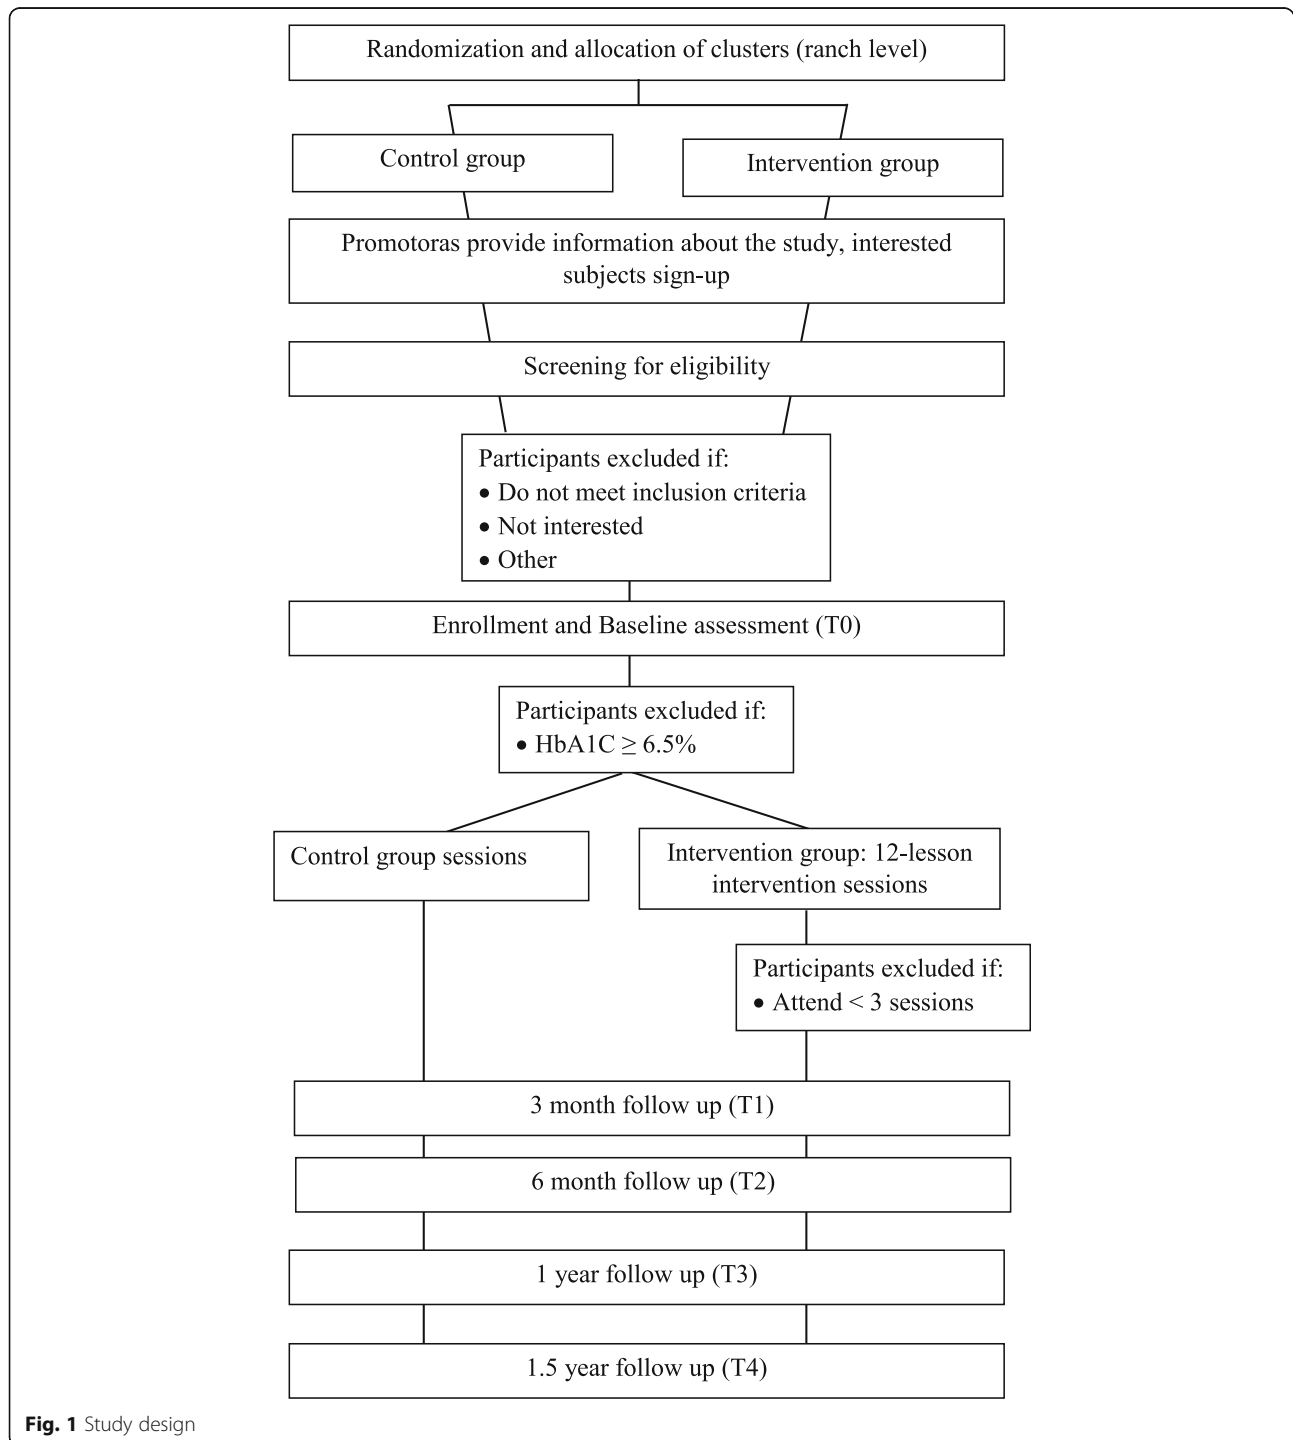 Randomization and allocation of clusters (ranch level)
Control group
Intervention group
Promotoras provide information about the study, interested
subjects sign-up
Screening for eligibility
Participants excluded if:
• Do not meet inclusion criteria
• Not interested
• Other
Enrollment and Baseline assessment (T0)
Participants excluded if:
• HbA1C ≥ 6.5%
Control group sessions
Intervention group: 12-lesson
intervention sessions
Participants excluded if:
• Attend < 3 sessions
3 month follow up (T1)
6 month follow up (T2)
1 year follow up (T3)
1.5 year follow up (T4)
Fig. 1 Study design